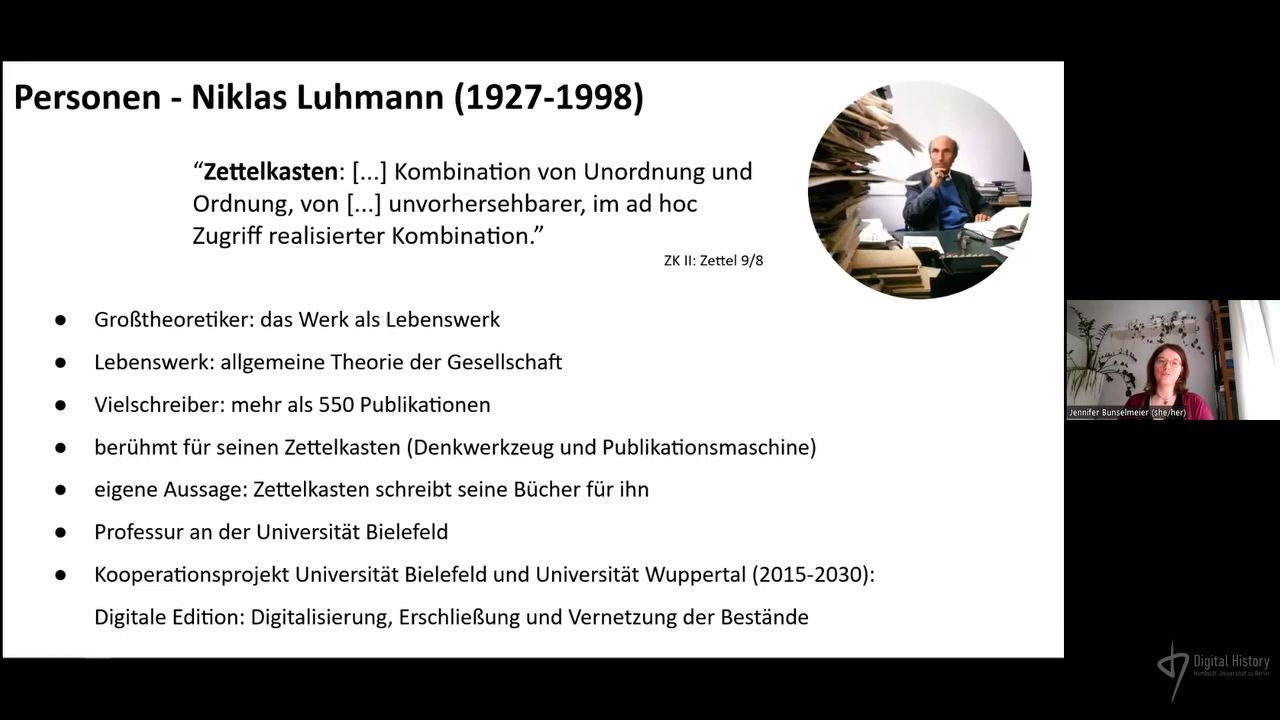 Personen - Niklas Luhmann (1927-1998)
“Zettelkasten: [...] Kombination von Unordnung und
Ordnung, von [...] unvorhersehbarer, im ad hoc
Zugriff realisierter Kombination.”
ZK II: Zettel 9/8
● Großtheoretiker: das Werk als Lebenswerk
● Lebenswerk: allgemeine Theorie der Gesellschaft
● Vielschreiber: mehr als 550 Publikationen
● berühmt für seinen Zettelkasten (Denkwerkzeug und Publikationsmaschine)
● eigene Aussage: Zettelkasten schreibt seine Bücher für ihn
● Professur an der Universität Bielefeld
● Kooperationsprojekt Universität Bielefeld und Universität Wuppertal (2015-2030):
Digitale Edition: Digitalisierung, Erschließung und Vernetzung der Bestände
Jennifer Bunselmeier (she/her)
Digital History
Humboldt-Universität zu Berlin